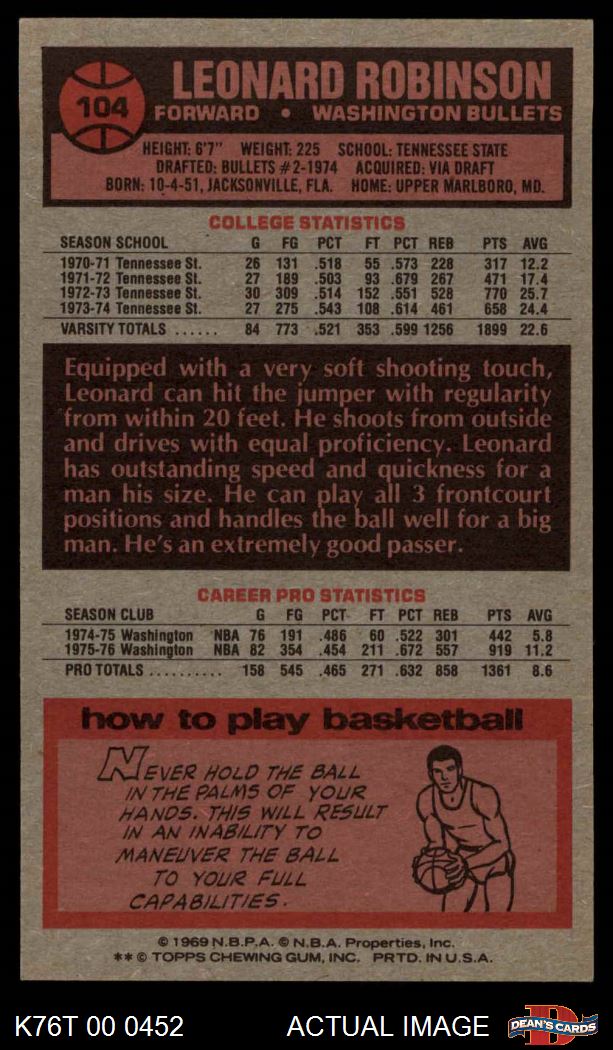 104
LEONARD ROBINSON
FORWARD • WASHINGTON BULLETS
HEIGHT: 6'7" WEIGHT: 225 SCHOOL: TENNESSEE STATE
DRAFTED: BULLETS #2-1974 ACQUIRED: VIA DRAFT
BORN: 10-4-51, JACKSONVILLE, FLA. HOME: UPPER MARLBORO, MD.
COLLEGE STATISTICS
SEASON SCHOOL G FG PCT FT PCT REB PTS AVG
1970-71 Tennessee St. 26 131 .518 55 .573 228 317 12.2
1971-72 Tennessee St. 27 189 .503 93 .679 267 471 17.4
1972-73 Tennessee St. 30 309 .514 152 .551 528 770 25.7
1973-74 Tennessee St. 27 275 .543 108 .614 461 658 24.4
VARSITY TOTALS ...... 84 773 .521 353 .599 1256 1899 22.6
Equipped with a very soft shooting touch,
Leonard can hit the jumper with regularity
from within 20 feet. He shoots from outside
and drives with equal proficiency. Leonard
has outstanding speed and quickness for a
man his size. He can play all 3 frontcourt
positions and handles the ball well for a big
man. He's an extremely good passer.
CAREER PRO STATISTICS
SEASON CLUB G FG PCT FT PCT REB PTS AVG
1974-75 Washington NBA 76 191 .486 60 .522 301 442 5.8
1975-76 Washington NBA 82 354 .454 211 .672 557 919 11.2
PRO TOTALS .......... 158 545 .465 271 .632 858 1361 8.6
how to play basketball
NEVER HOLD THE BALL
IN THE PALMS OF YOUR
HANDS. THIS WILL RESULT
IN AN INABILITY TO
MANEUVER THE BALL
TO YOUR FULL
CAPABILITIES.
© 1969 N.B.P.A. © N.B.A. Properties, Inc.
** © TOPPS CHEWING GUM, INC. PRTD. IN U.S.A.
K76T 00 0452 ACTUAL IMAGE
D
DEAN'S CARDS